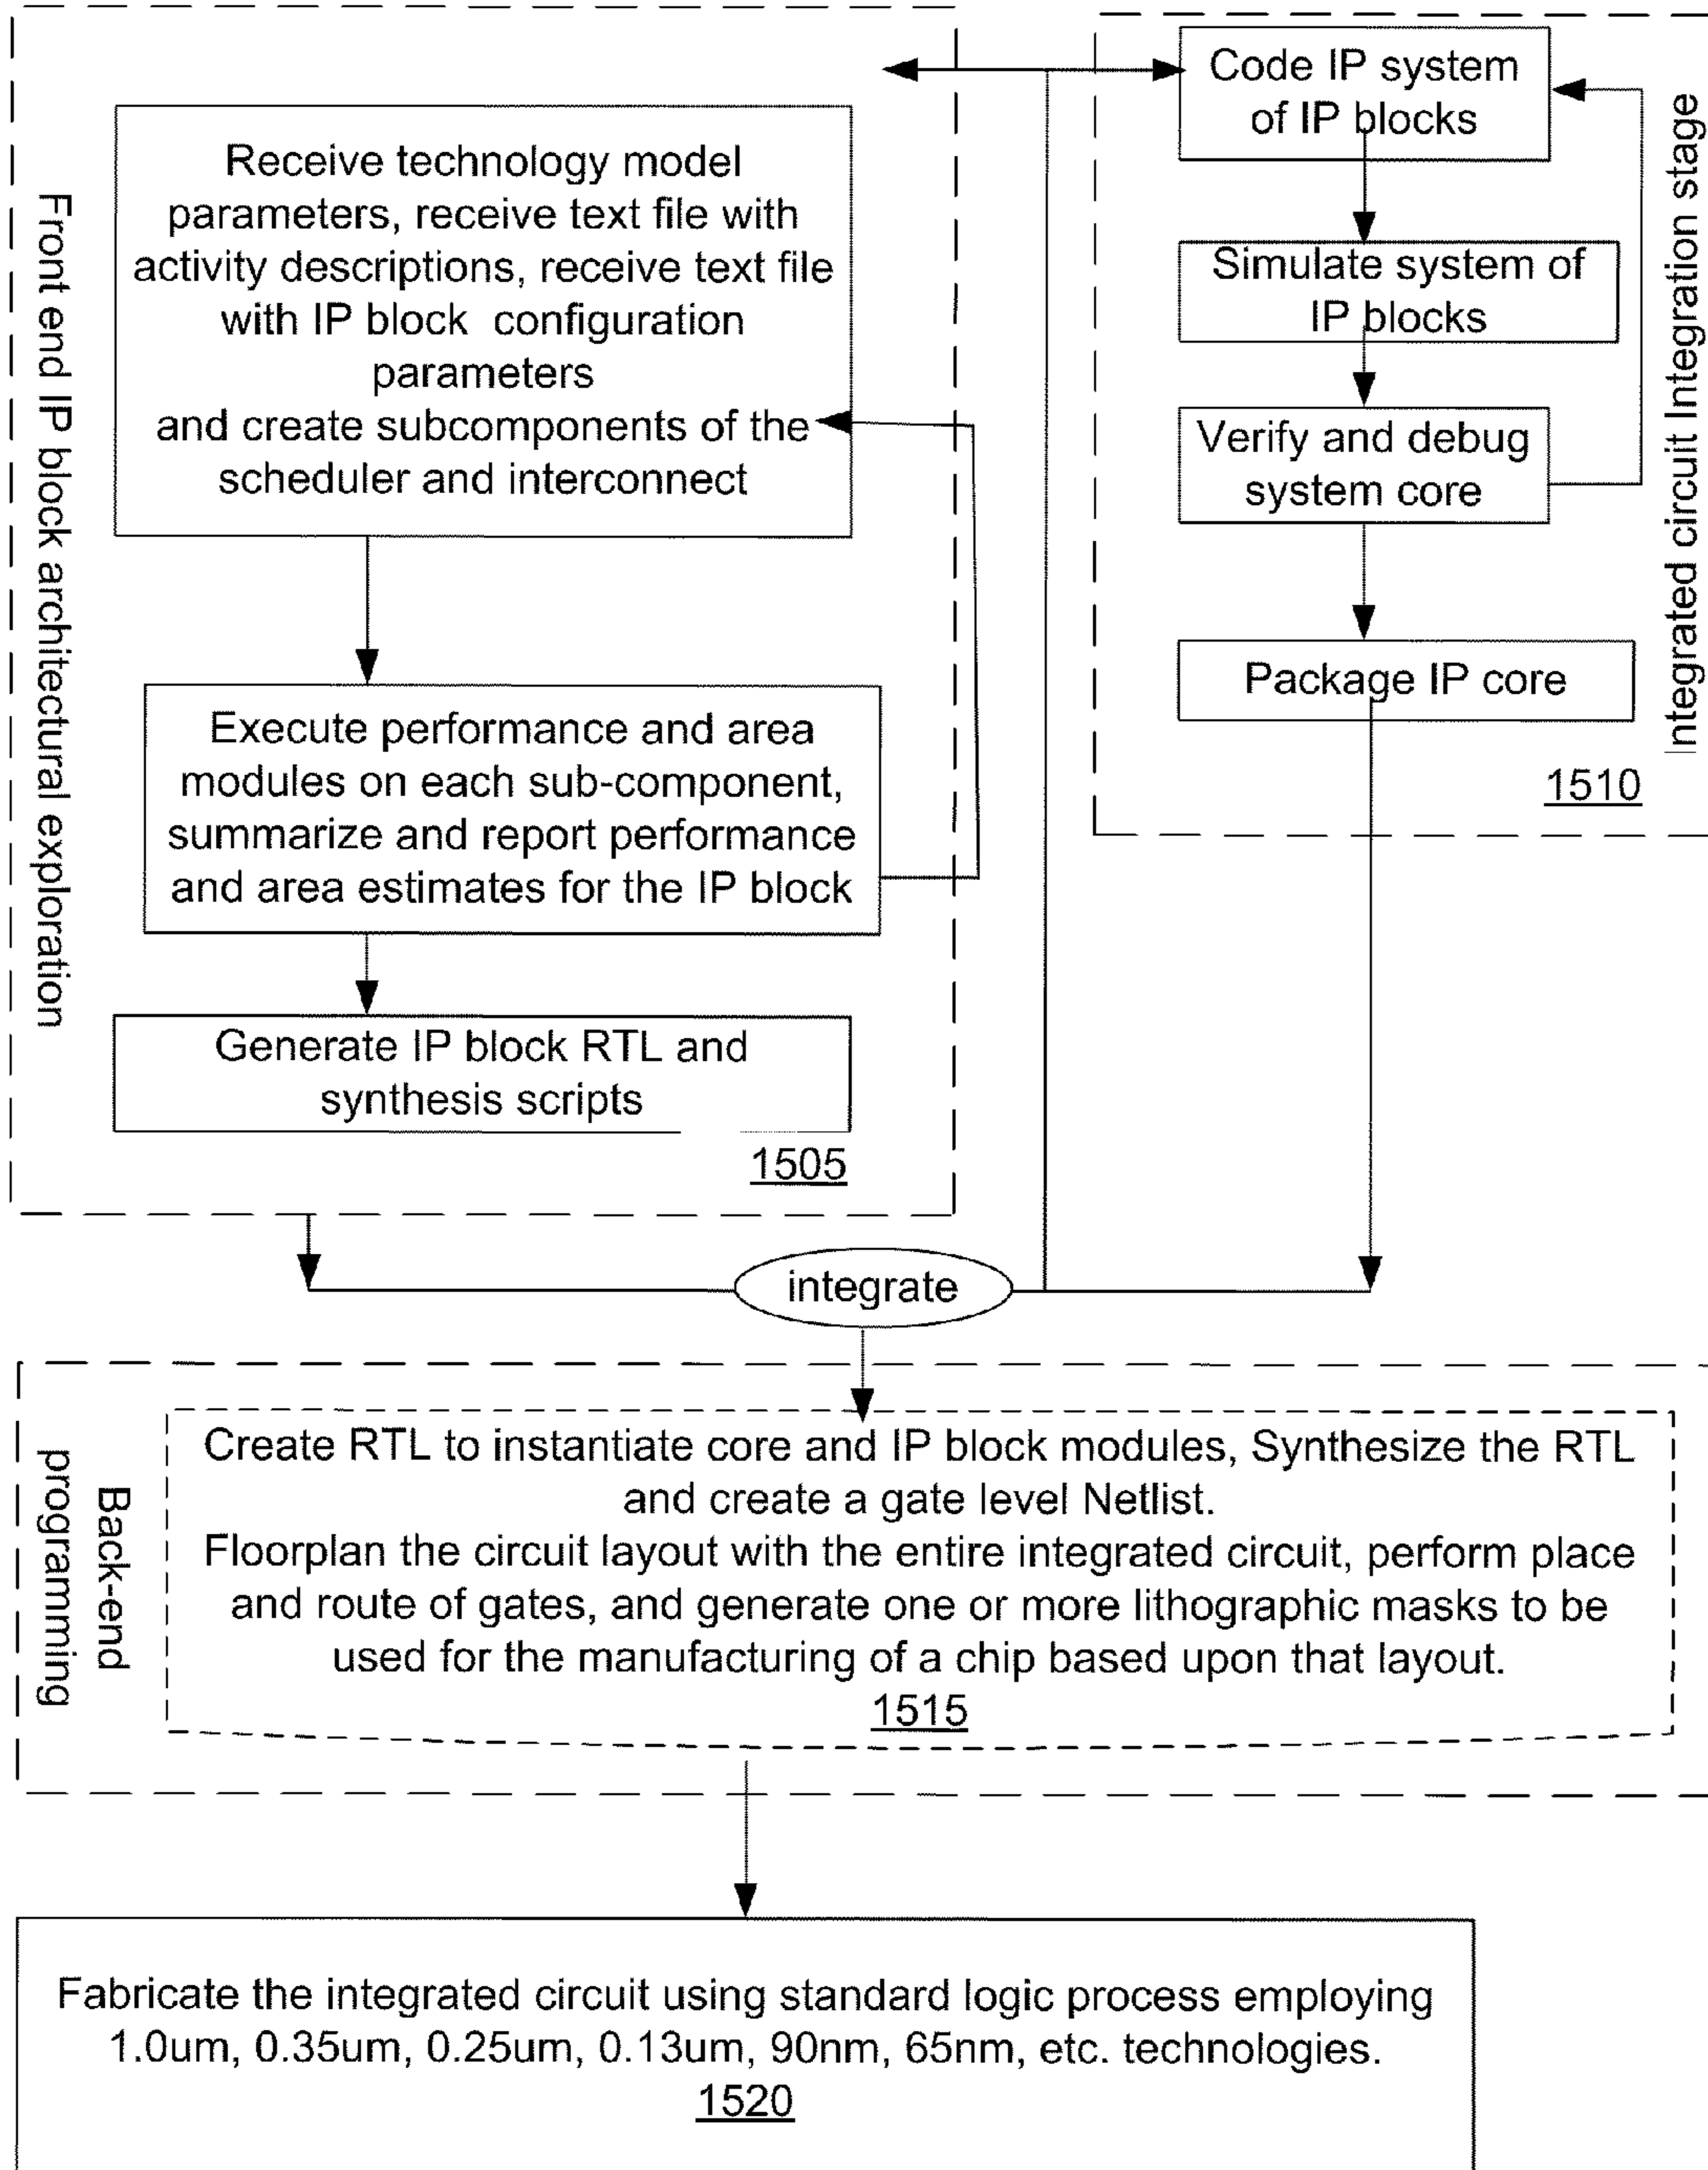 Front end IP block architectural exploration
Receive technology model
parameters, receive text file with
activity descriptions, receive text file
with IP block configuration
parameters
and create subcomponents of the
scheduler and interconnect
Execute performance and area
modules on each sub-component,
summarize and report performance
and area estimates for the IP block
Generate IP block RTL and
synthesis scripts
1505
Code IP system
of IP blocks
Simulate system of
IP blocks
Verify and debug
system core
Package IP core
1510
Integrated circuit Integration stage
integrate
Back-end
programming
Create RTL to instantiate core and IP block modules, Synthesize the RTL
and create a gate level Netlist.
Floorplan the circuit layout with the entire integrated circuit, perform place
and route of gates, and generate one or more lithographic masks to be
used for the manufacturing of a chip based upon that layout.
1515
Fabricate the integrated circuit using standard logic process employing
1.0um, 0.35um, 0.25um, 0.13um, 90nm, 65nm, etc. technologies.
1520